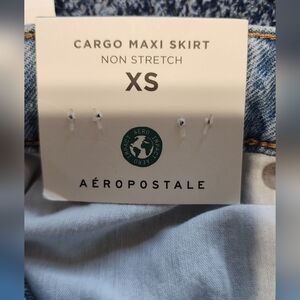 CARGO MAXI SKIRT
NON STRETCH
XS
AÉROPOSTALE